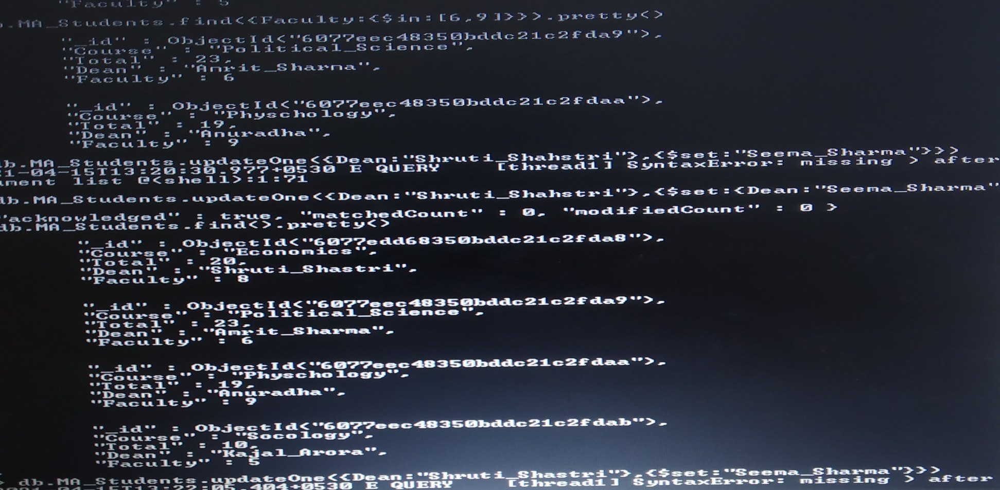 "Faculty" : 5
b.MA_Students.find({Faculty:{$in:[6,9]}}).pretty()
"_id" : ObjectId("6077eec48350bddc21c2fda9"),
"Course" : "Political_Science",
"Total" : 23,
"Dean" : "Amrit_Sharma",
"Faculty" : 6
"_id" : ObjectId("6077eec48350bddc21c2fdaa"),
"Course" : "Physchology",
"Total" : 19,
"Dean" : "Anuradha",
"Faculty" : 9
db.MA_Students.updateOne({Dean:"Shruti_Shahstri"},{$set:"Seema_Sharma"}})
1-04-15T13:20:30.977+0530 E QUERY [thread1] SyntaxError: missing ) after
ument list @(shell):1:71
db.MA_Students.updateOne({Dean:"Shruti_Shahstri"},{$set:{Dean:"Seema_Sharma"
"acknowledged" : true, "matchedCount" : 0, "modifiedCount" : 0 }
db.MA_Students.find().pretty()
"_id" : ObjectId("6077edd68350bddc21c2fda8"),
"Course" : "Economics",
"Total" : 20,
"Dean" : "Shruti_Shastri",
"Faculty" : 8
"_id" : ObjectId("6077eec48350bddc21c2fda9"),
"Course" : "Political_Science",
"Total" : 23,
"Dean" : "Amrit_Sharma",
"Faculty" : 6
"_id" : ObjectId("6077eec48350bddc21c2fdaa"),
"Course" : "Physchology",
"Total" : 19,
"Dean" : "Anuradha",
"Faculty" : 9
"_id" : ObjectId("6077eec48350bddc21c2fdab"),
"Course" : "Socology",
"Total" : 10,
"Dean" : "Kajal_Arora",
"Faculty" : 5
> db.MA_Students.updateOne({Dean:"Shruti_Shastri"},{$set:"Seema_Sharma"}})
2021-04-15T13:22:05.404+0530 E QUERY [thread1] SyntaxError: missing ) after